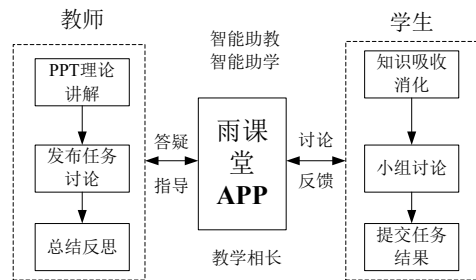 教师
PPT理论
讲解
发布任务
讨论
总结反思
答疑
指导
智能助教
智能助学
雨课
堂
APP
教学相长
讨论
反馈
学生
知识吸收
消化
小组讨论
提交任务
结果